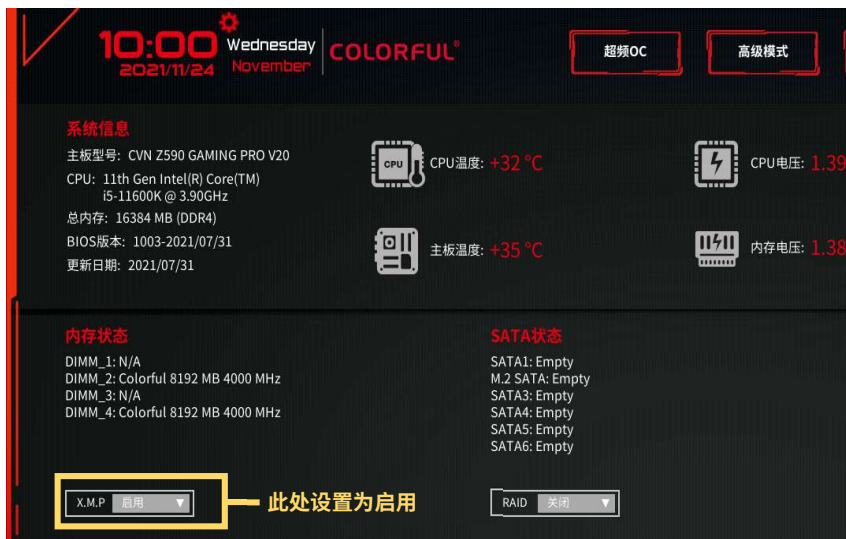 10:00
2021/11/24
Wednesday
November
COLORFUL®
超频OC
高级模式
系统信息
主板型号: CVN Z590 GAMING PRO V20
CPU: 11th Gen Intel(R) Core(TM)
i5-11600K @ 3.90GHz
总内存: 16384 MB (DDR4)
BIOS版本: 1003-2021/07/31
更新日期: 2021/07/31
CPU
CPU温度: +32 °C
CPU电压: 1.39
主板温度: +35 °C
内存电压: 1.38
内存状态
DIMM_1: N/A
DIMM_2: Colorful 8192 MB 4000 MHz
DIMM_3: N/A
DIMM_4: Colorful 8192 MB 4000 MHz
SATA状态
SATA1: Empty
M.2 SATA: Empty
SATA3: Empty
SATA4: Empty
SATA5: Empty
SATA6: Empty
X.M.P 启用
此处设置为启用
RAID 关闭